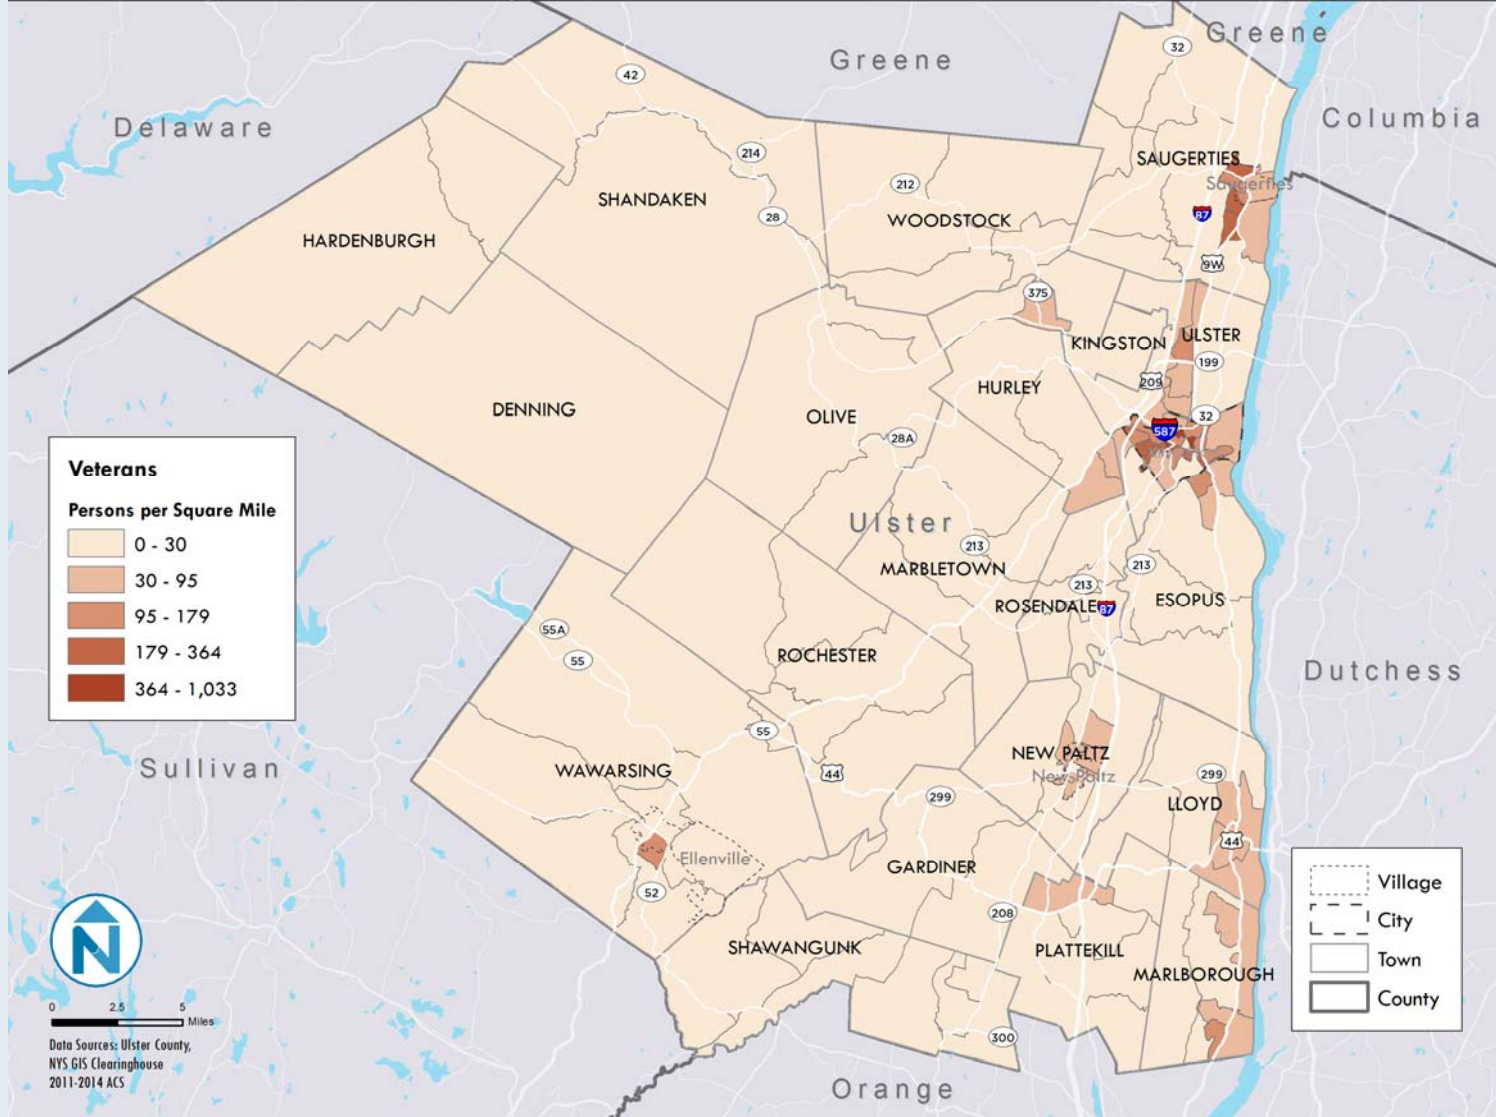 Greene
Greene
32
42
Columbia
Delaware
214
SAUGERTIES
212
Saugerties
SHANDAKEN
28
87
WOODSTOCK
HARDENBURGH
9W
375
ULSTER
KINGSTON
199
209
HURLEY
DENNING
OLIVE
32
587
28A
Veterans
Persons per Square Mile
0 - 30
30 - 95
95 - 179
179 - 364
364 - 1,033
Ulster
213
MARBLETOWN
213
213
ROSENDALE
87
ESOPUS
55A
55
ROCHESTER
Dutchess
55
NEW PALTZ
New Paltz
Sullivan
WAWARSING
44
299
299
LLOYD
44
Ellenville
GARDINER
52
208
SHAWANGUNK
PLATTEKILL
MARLBOROUGH
Village
City
Town
County
N
0 2.5 5
Miles
300
Data Sources: Ulster County,
NYS GIS Clearinghouse
2011-2014 ACS
Orange